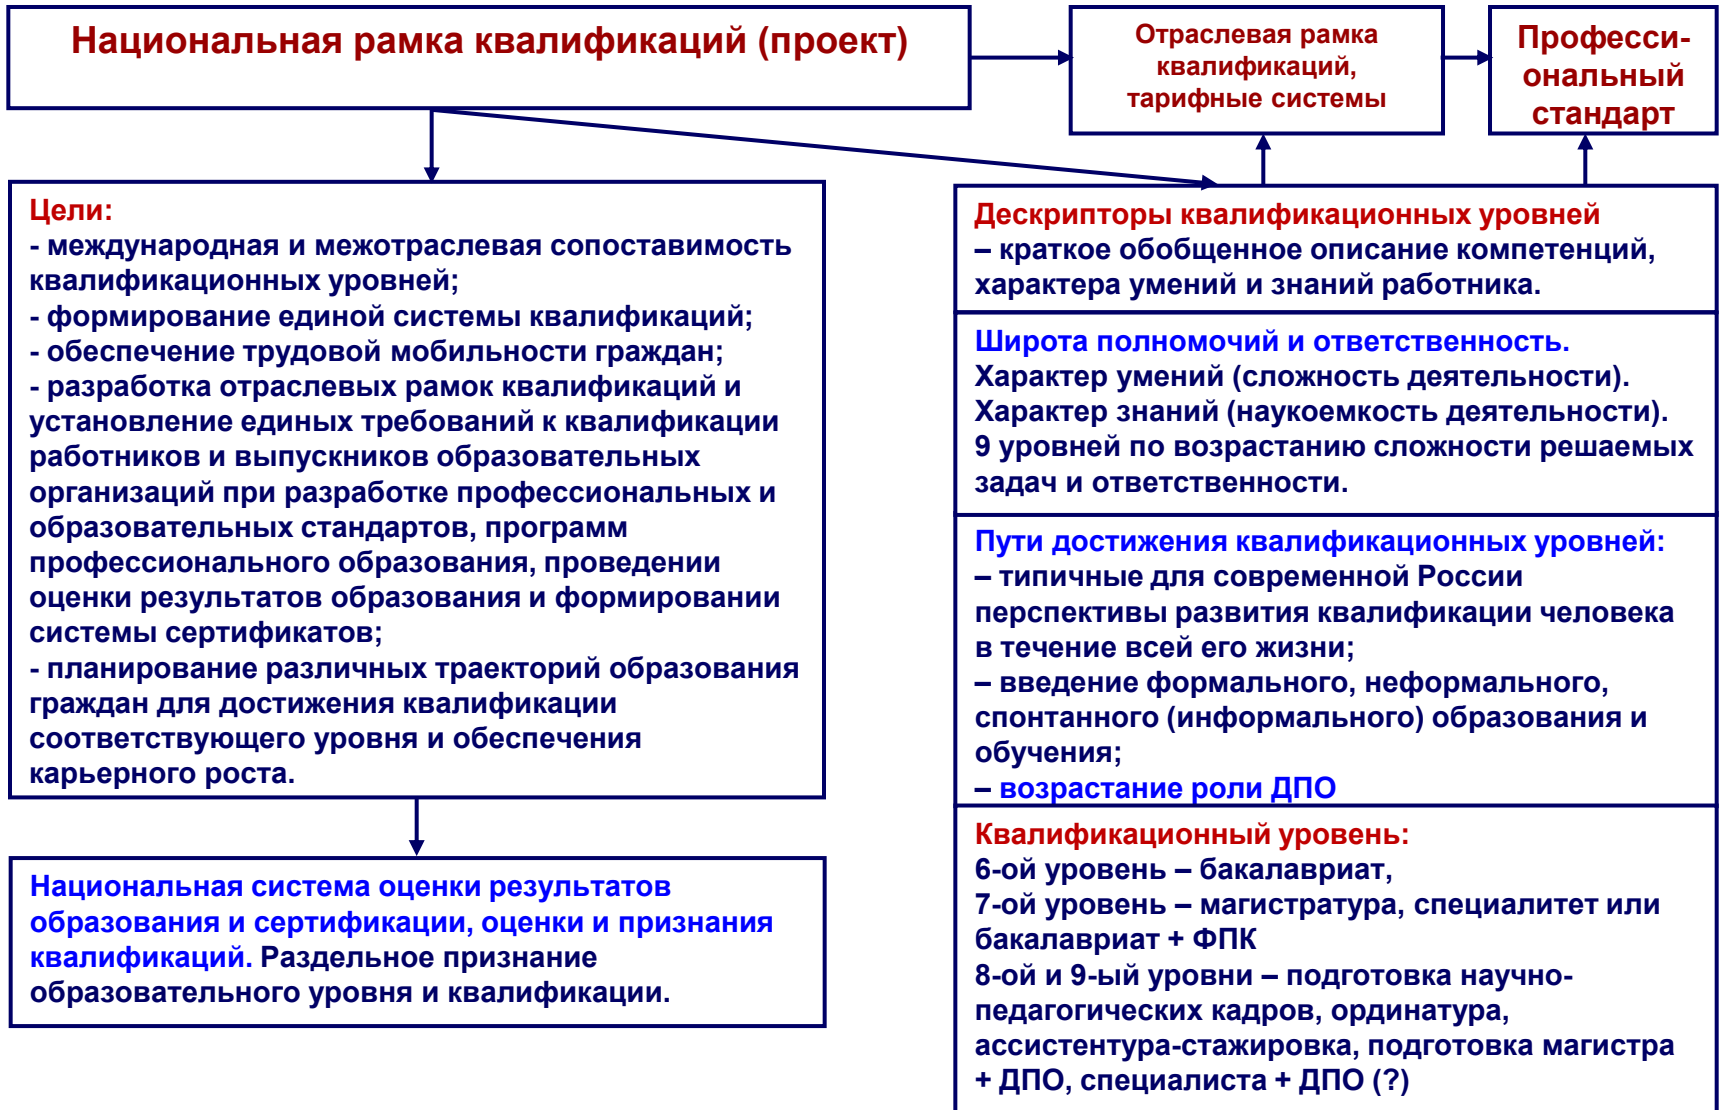 Национальная рамка квалификаций (проект)
Отраслевая рамка
квалификаций,
тарифные системы
Професси-
ональный
стандарт
Цели:
- международная и межотраслевая сопоставимость
квалификационных уровней;
- формирование единой системы квалификаций;
- обеспечение трудовой мобильности граждан;
- разработка отраслевых рамок квалификаций и
установление единых требований к квалификации
работников и выпускников образовательных
организаций при разработке профессиональных и
образовательных стандартов, программ
профессионального образования, проведении
оценки результатов образования и формировании
системы сертификатов;
- планирование различных траекторий образования
граждан для достижения квалификации
соответствующего уровня и обеспечения
карьерного роста.
Национальная система оценки результатов
образования и сертификации, оценки и признания
квалификаций. Раздельное признание
образовательного уровня и квалификации.
Дескрипторы квалификационных уровней
– краткое обобщенное описание компетенций,
характера умений и знаний работника.
Широта полномочий и ответственность.
Характер умений (сложность деятельности).
Характер знаний (наукоемкость деятельности).
9 уровней по возрастанию сложности решаемых
задач и ответственности.
Пути достижения квалификационных уровней:
– типичные для современной России
перспективы развития квалификации человека
в течение всей его жизни;
– введение формального, неформального,
спонтанного (информального) образования и
обучения;
– возрастание роли ДПО
Квалификационный уровень:
6-ой уровень – бакалавриат,
7-ой уровень – магистратура, специалитет или
бакалавриат + ФПК
8-ой и 9-ый уровни – подготовка научно-
педагогических кадров, ординатура,
ассистентура-стажировка, подготовка магистра
+ ДПО, специалиста + ДПО (?)